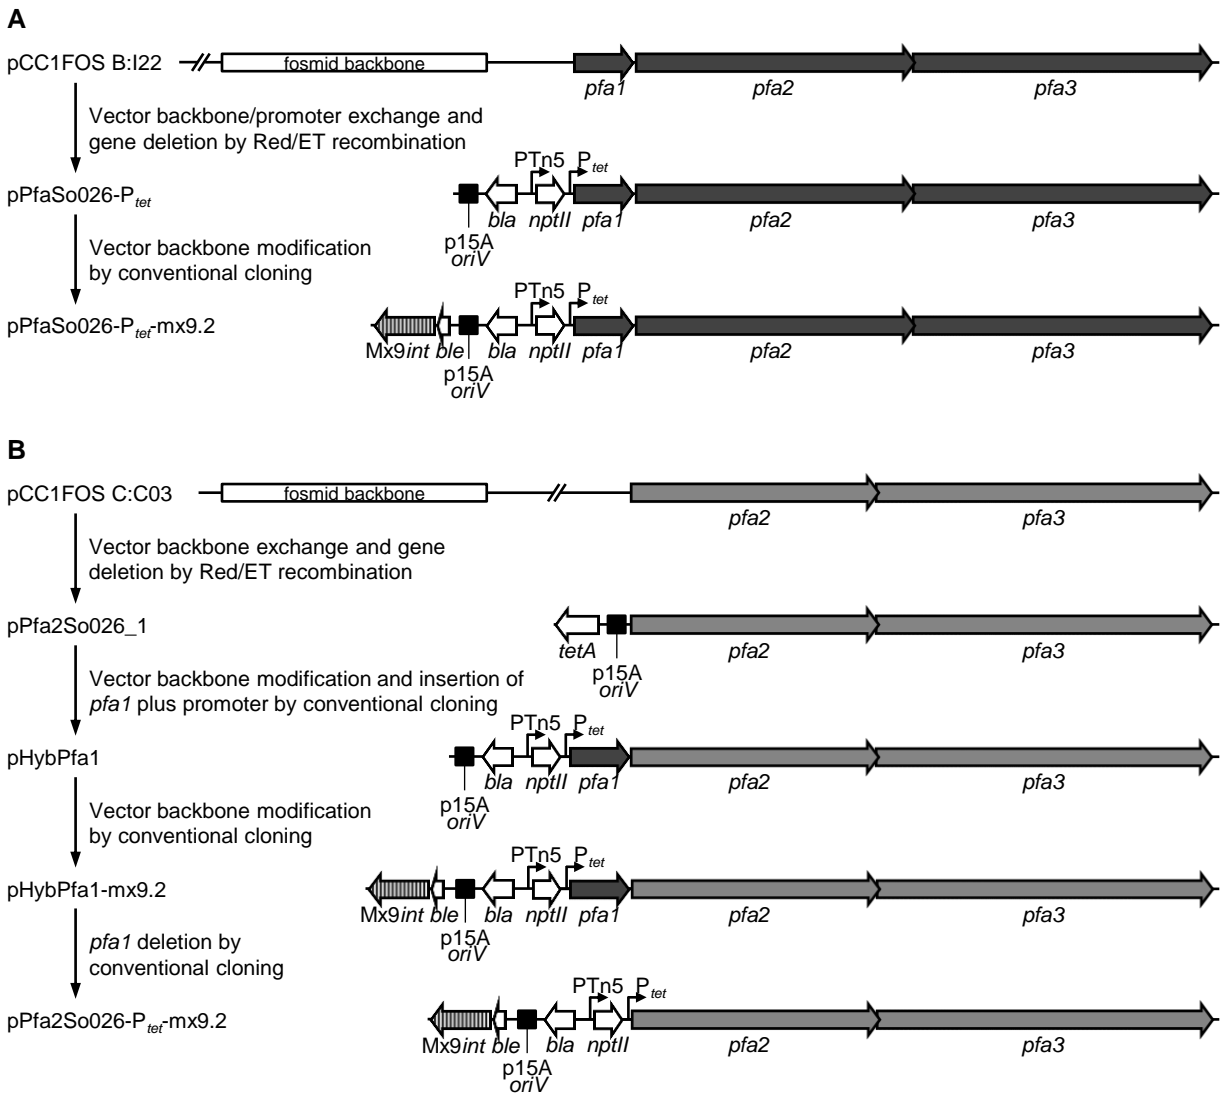 A
pCC1FOS B:I22
fosmid backbone
pfa1
pfa2
pfa3
Vector backbone/promoter exchange and
gene deletion by Red/ET recombination
PTn5
P tet
pPfaSo026-Ptet
bla
nptII
pfa1
pfa2
pfa3
p15A
oriV
Vector backbone modification
by conventional cloning
PTn5
P tet
pPfaSo026-Ptet-mx9.2
Mx9int
ble
bla
nptII
pfa1
pfa2
pfa3
p15A
oriV
B
pCC1FOS C:C03
fosmid backbone
pfa2
pfa3
Vector backbone exchange and gene
deletion by Red/ET recombination
pPfa2So026_1
tetA
pfa2
pfa3
p15A
oriV
Vector backbone modification and insertion of
pfa1 plus promoter by conventional cloning
PTn5
P tet
pHybPfa1
bla
nptII
pfa1
pfa2
pfa3
p15A
oriV
Vector backbone modification
by conventional cloning
PTn5
P tet
pHybPfa1-mx9.2
Mx9int
ble
bla
nptII
pfa1
pfa2
pfa3
p15A
oriV
pfa1 deletion by
conventional cloning
PTn5
P tet
pPfa2So026-Ptet-mx9.2
Mx9int
ble
bla
nptII
pfa2
pfa3
p15A
oriV